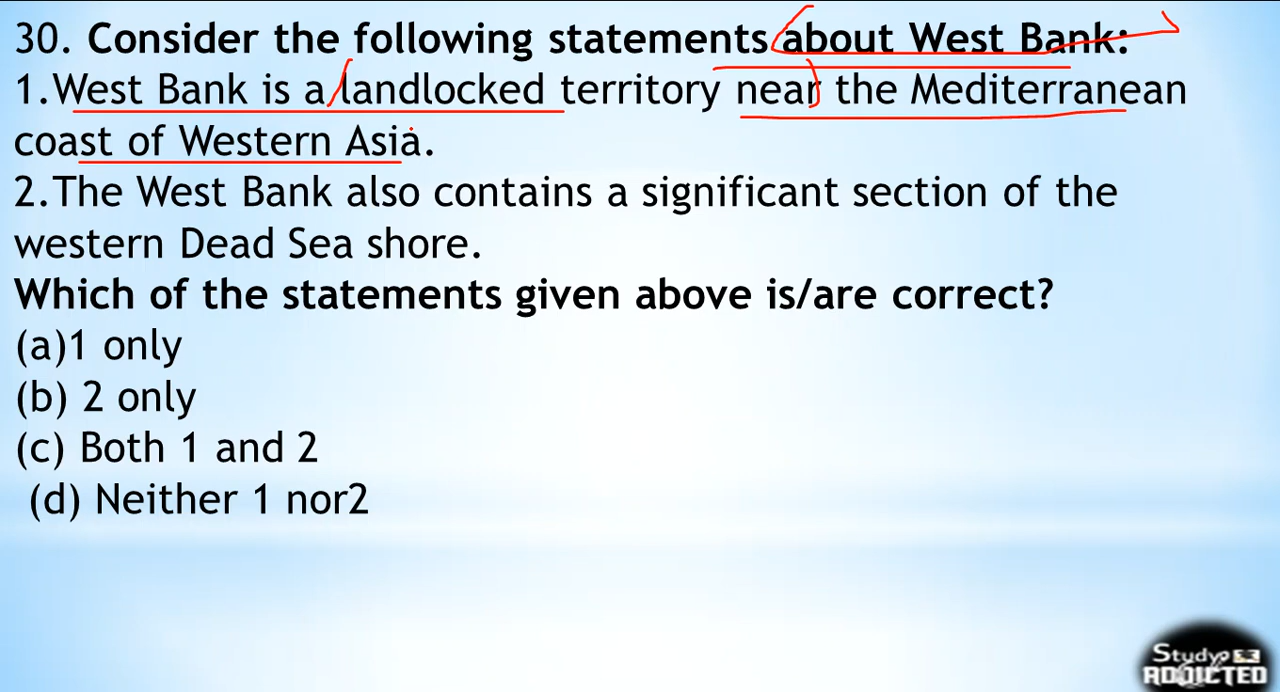 30. Consider the following statements about West Bank:
1.West Bank is a landlocked territory near the Mediterranean
coast of Western Asia.
2.The West Bank also contains a significant section of the
western Dead Sea shore.
Which of the statements given above is/are correct?
(a)1 only
(b) 2 only
(c) Both 1 and 2
(d) Neither 1 nor2
Study
ADDICTED